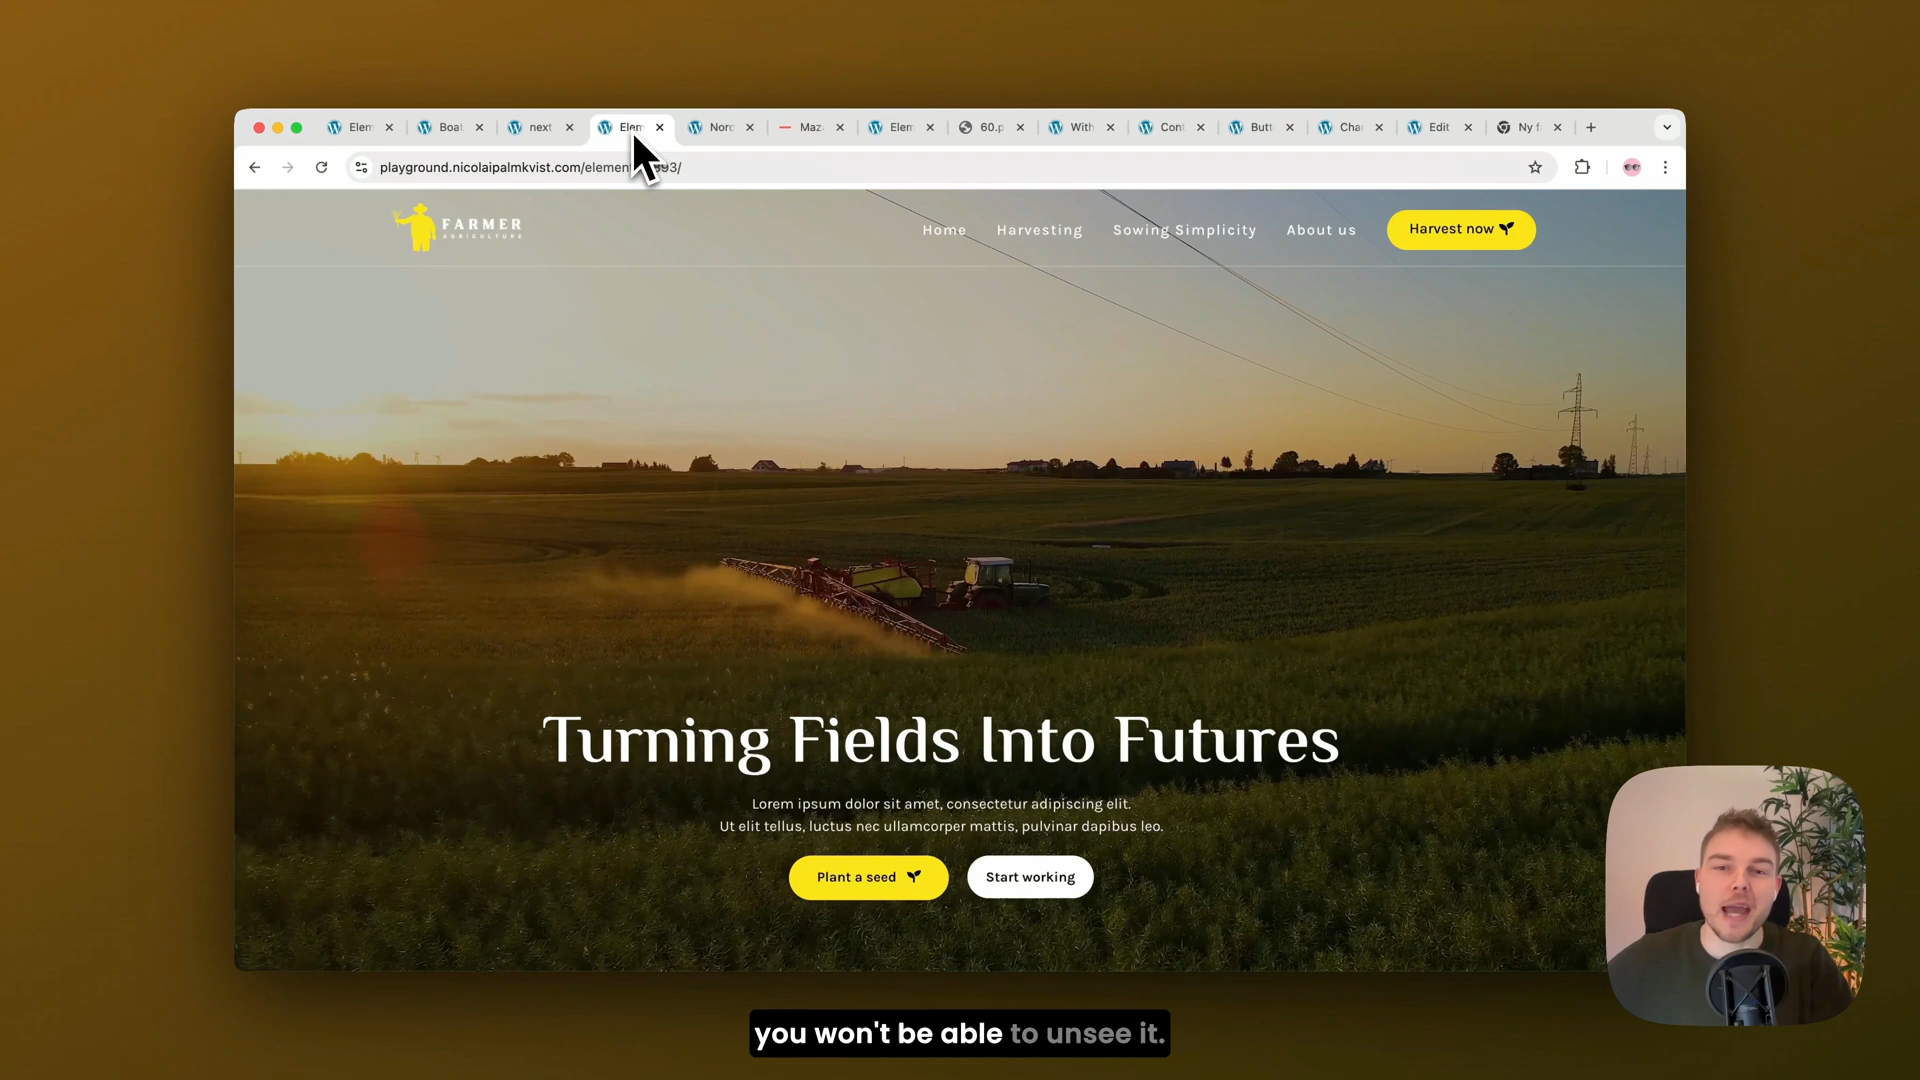 Elem
Boat
next
Elem
Nord
Maz
Elem
60.p
With
Cont
Butt
Char
Edit
Ny f
playground.nicolaipalmkvist.com/element
93/
FARMER
AGRICULTURE
Home
Harvesting
Sowing Simplicity
About us
Harvest now
Turning Fields Into Futures
Lorem ipsum dolor sit amet, consectetur adipiscing elit.
Ut elit tellus, luctus nec ullamcorper mattis, pulvinar dapibus leo.
Plant a seed
Start working
you won't be able to unsee it.